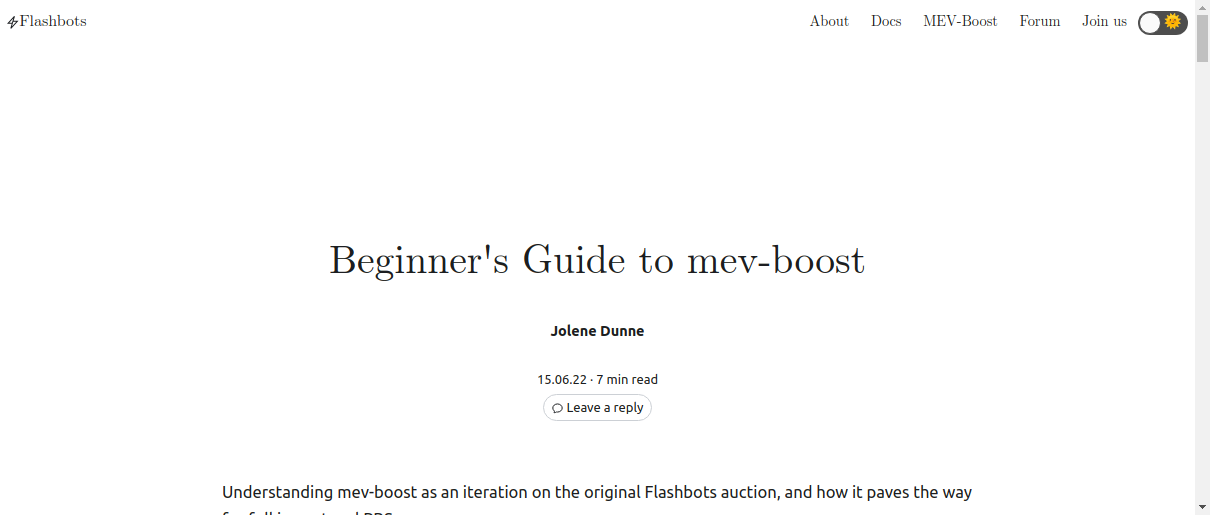 Flashbots
About Docs MEV-Boost Forum Join us
Beginner's Guide to mev-boost
Jolene Dunne
15.06.22 · 7 min read
Leave a reply
Understanding mev-boost as an iteration on the original Flashbots auction, and how it paves the way